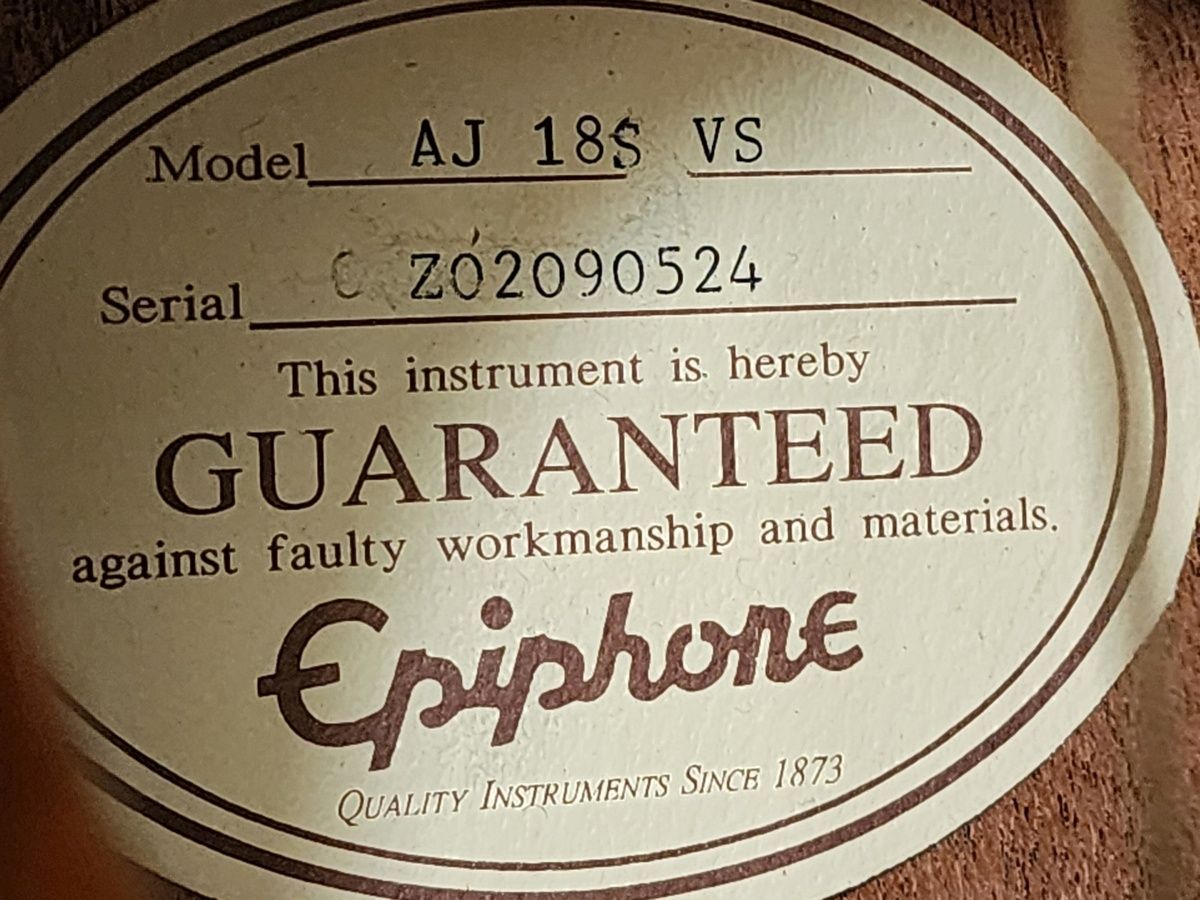 Model AJ 18S VS
Serial C Z02090524
This instrument is hereby
GUARANTEED
against faulty workmanship and materials.
Epiphone
QUALITY INSTRUMENTS SINCE 1873